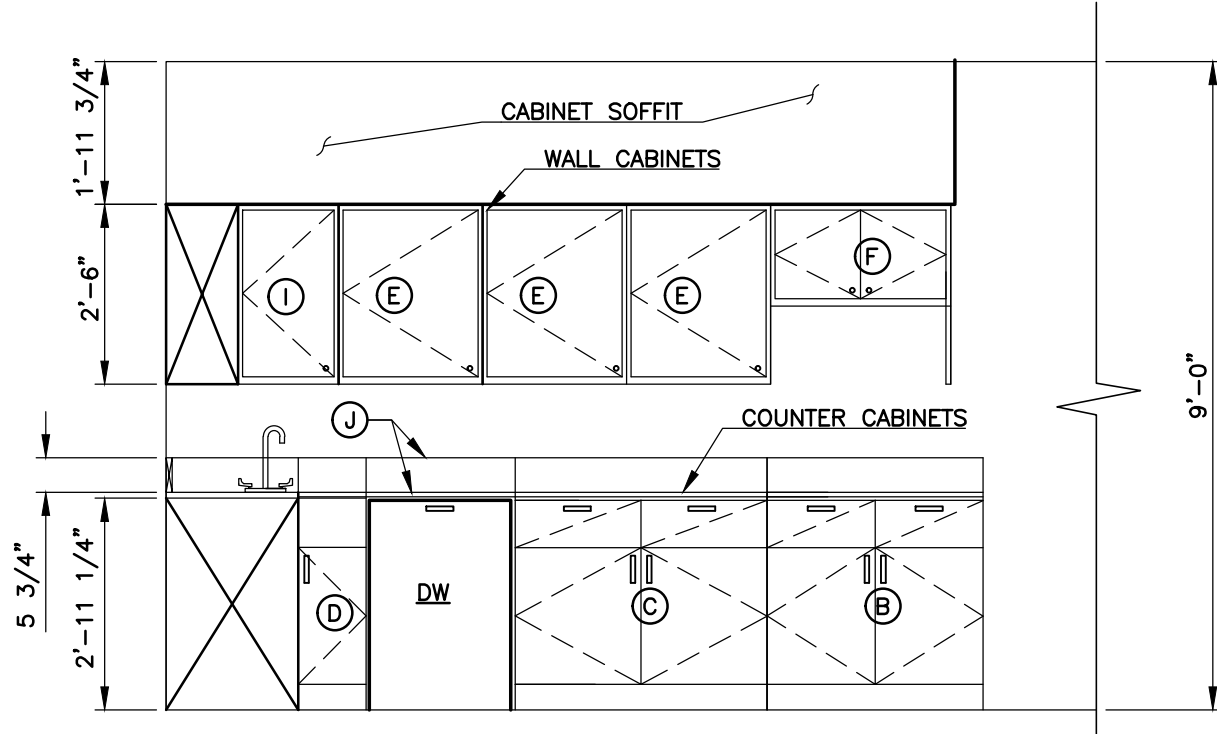 1'-11 3/4"
CABINET SOFFIT
WALL CABINETS
2'-6"
I
E
E
E
F
9'-0"
J
COUNTER CABINETS
5 3/4"
2'-11 1/4"
D
DW
C
B